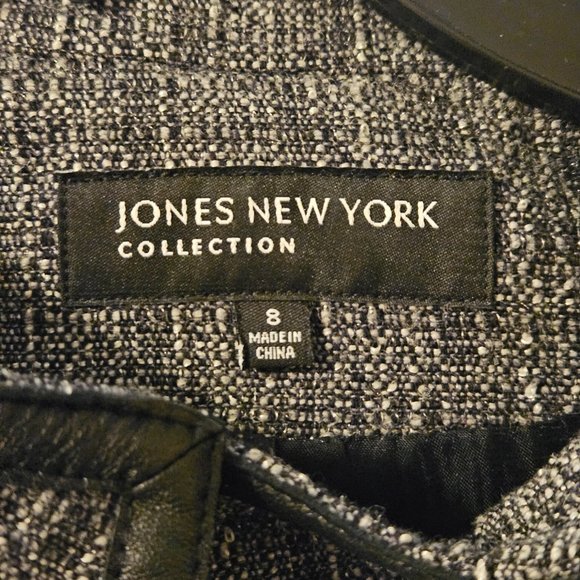 JONES NEW YORK
COLLECTION
8
MADE IN
CHINA